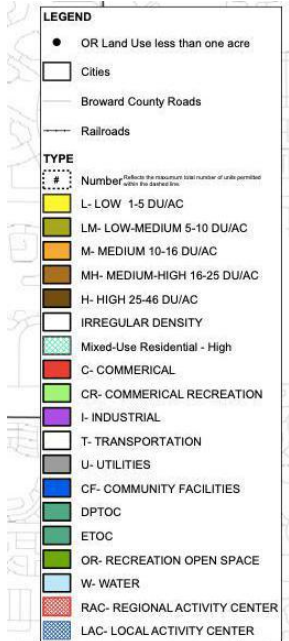 LEGEND
OR Land Use less than one acre
Cities
Broward County Roads
Railroads
TYPE
# Number Reflects the maxumum total number of units permitted within the dashed line.
L- LOW 1-5 DU/AC
LM- LOW-MEDIUM 5-10 DU/AC
M- MEDIUM 10-16 DU/AC
MH- MEDIUM-HIGH 16-25 DU/AC
H- HIGH 25-46 DU/AC
IRREGULAR DENSITY
Mixed-Use Residential - High
C- COMMERICAL
CR- COMMERICAL RECREATION
I- INDUSTRIAL
T- TRANSPORTATION
U- UTILITIES
CF- COMMUNITY FACILITIES
DPTOC
ETOC
OR- RECREATION OPEN SPACE
W- WATER
RAC- REGIONAL ACTIVITY CENTER
LAC- LOCAL ACTIVITY CENTER